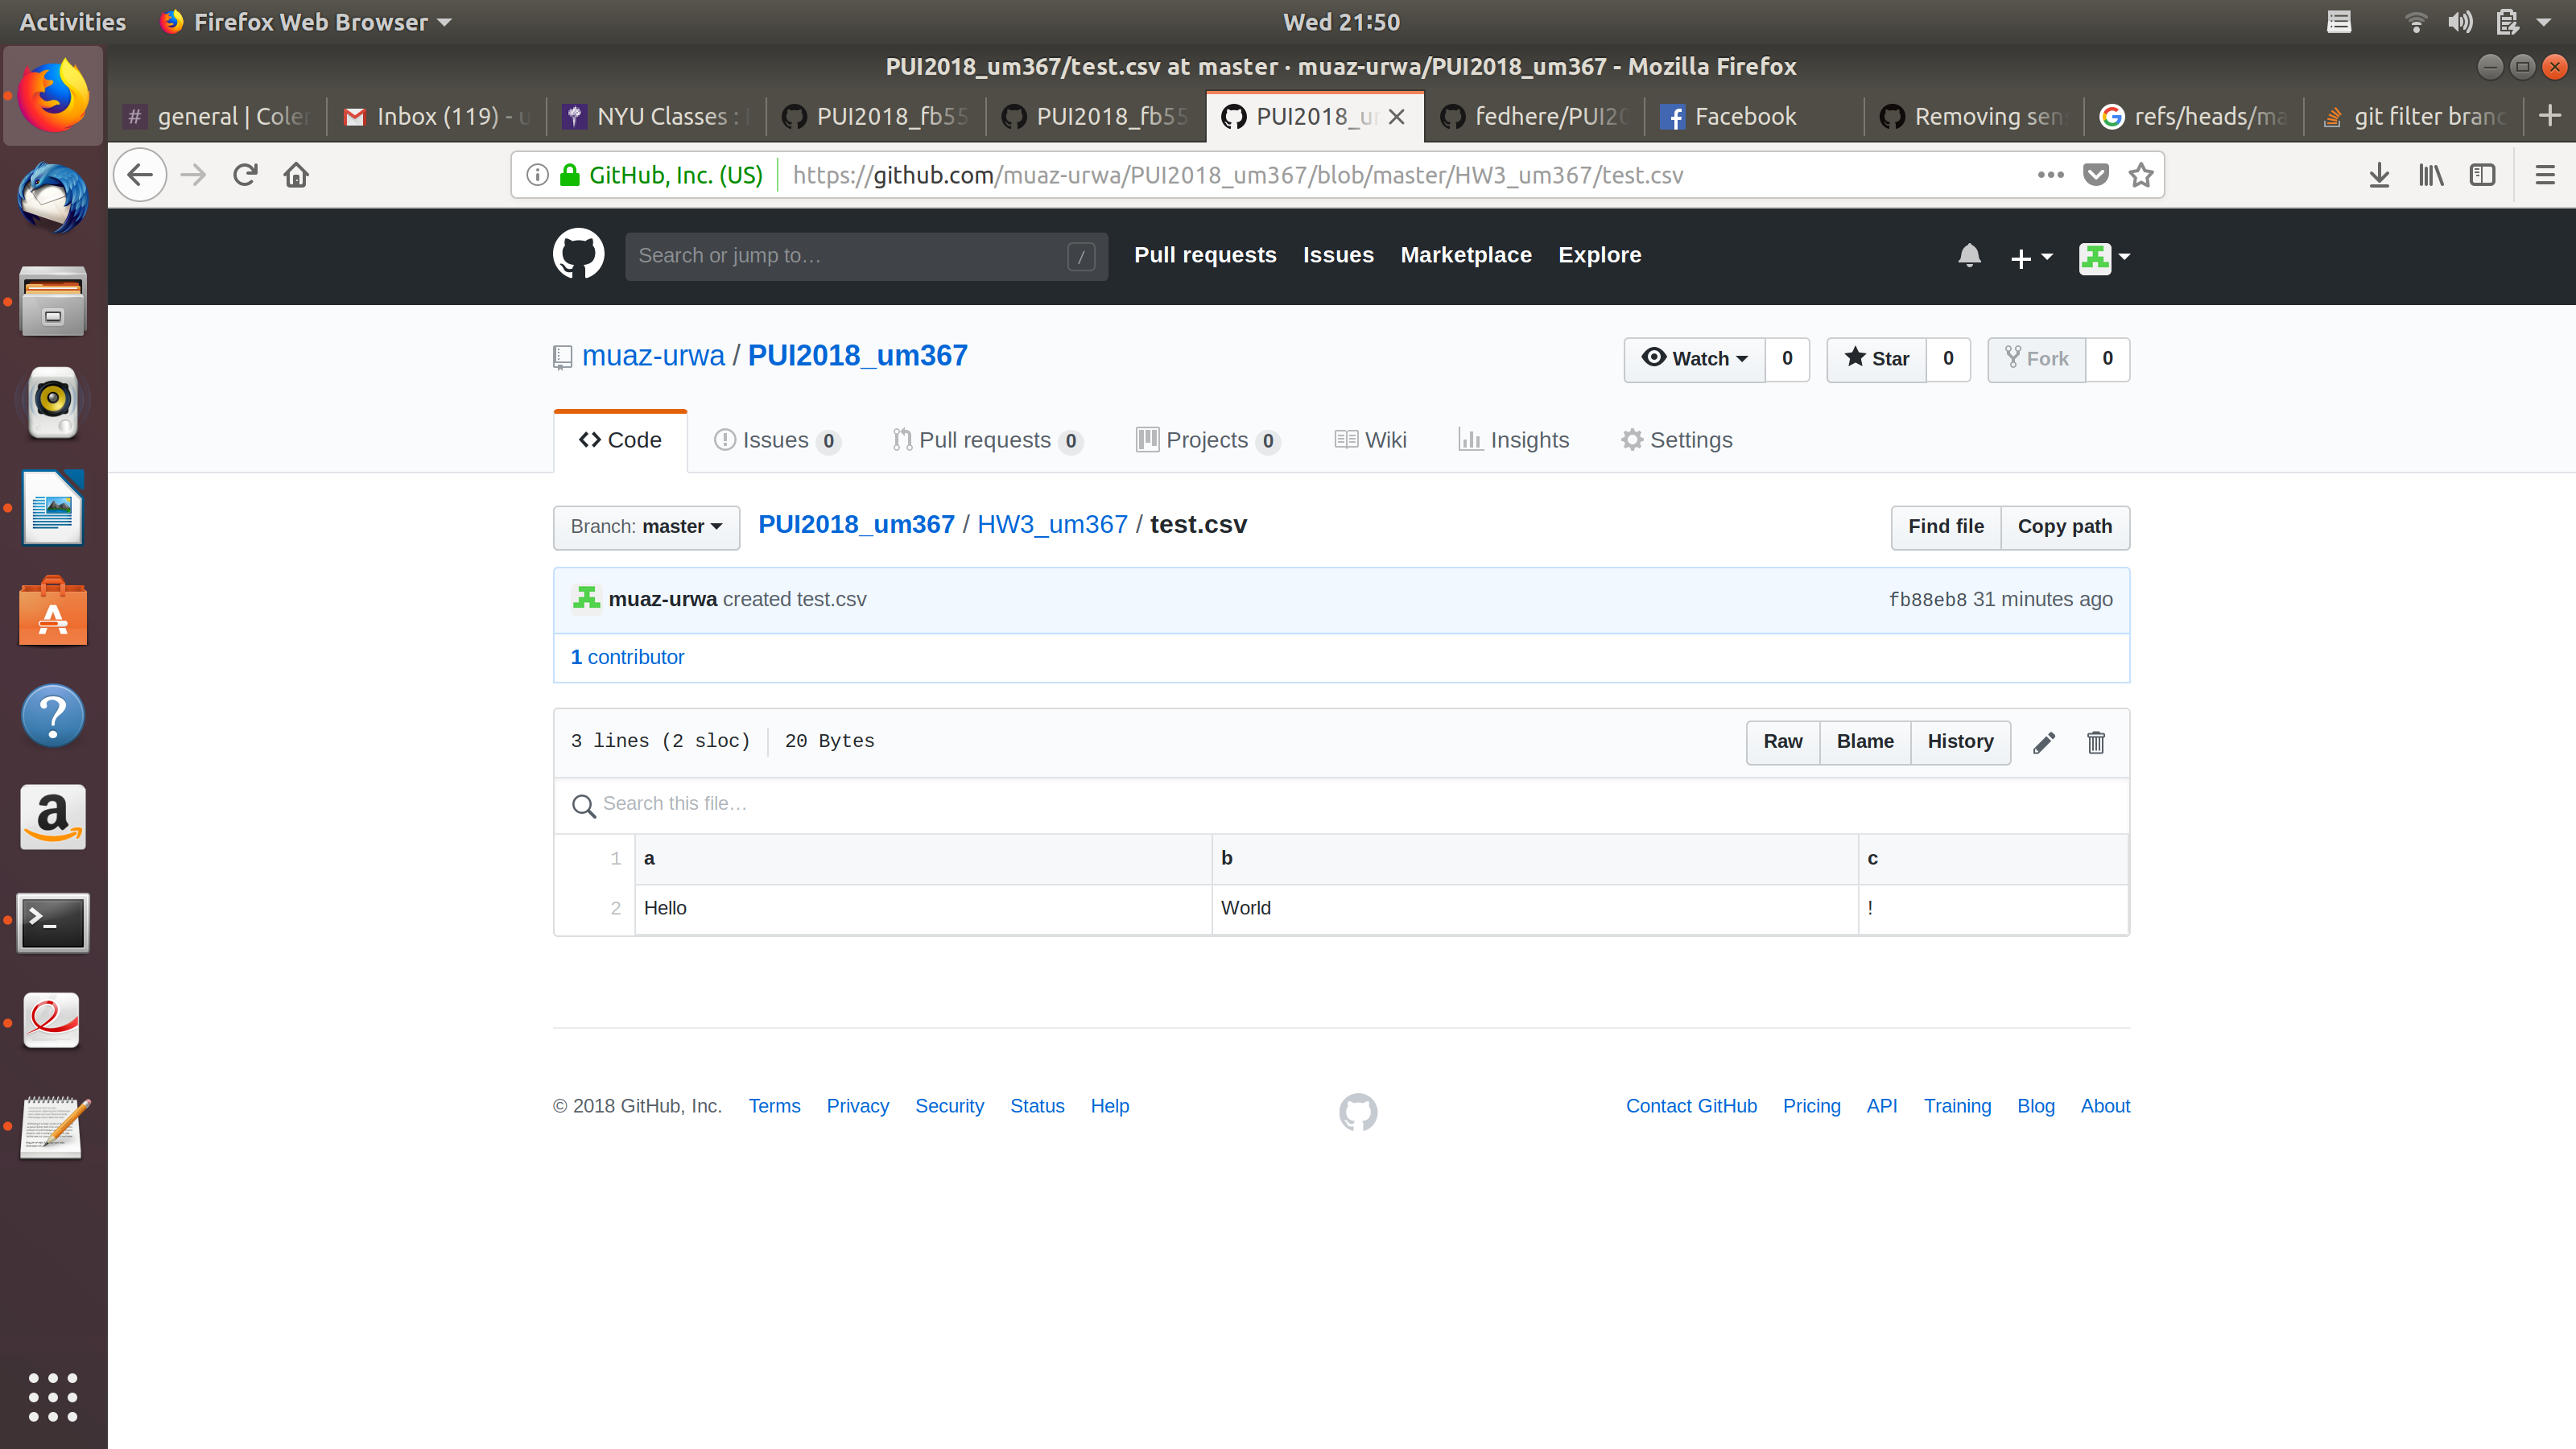 Activities Firefox Web Browser Wed 21:50
PUI2018_um367/test.csv at master · muaz-urwa/PUI2018_um367 - Mozilla Firefox
# general | Coler Inbox (119) - u NYU Classes : PUI2018_fb55 PUI2018_fb55 PUI2018_u fedhere/PUI20 Facebook Removing sen refs/heads/ma git filter branc
GitHub, Inc. (US) https://github.com/muaz-urwa/PUI2018_um367/blob/master/HW3_um367/test.csv
Search or jump to… / Pull requests Issues Marketplace Explore
muaz-urwa / PUI2018_um367 Watch 0 Star 0 Fork 0
Code Issues 0 Pull requests 0 Projects 0 Wiki Insights Settings
Branch: master PUI2018_um367 / HW3_um367 / test.csv Find file Copy path
muaz-urwa created test.csv fb88eb8 31 minutes ago
1 contributor
3 lines (2 sloc) 20 Bytes Raw Blame History
Search this file…
1 a b c
2 Hello World !
© 2018 GitHub, Inc. Terms Privacy Security Status Help Contact GitHub Pricing API Training Blog About